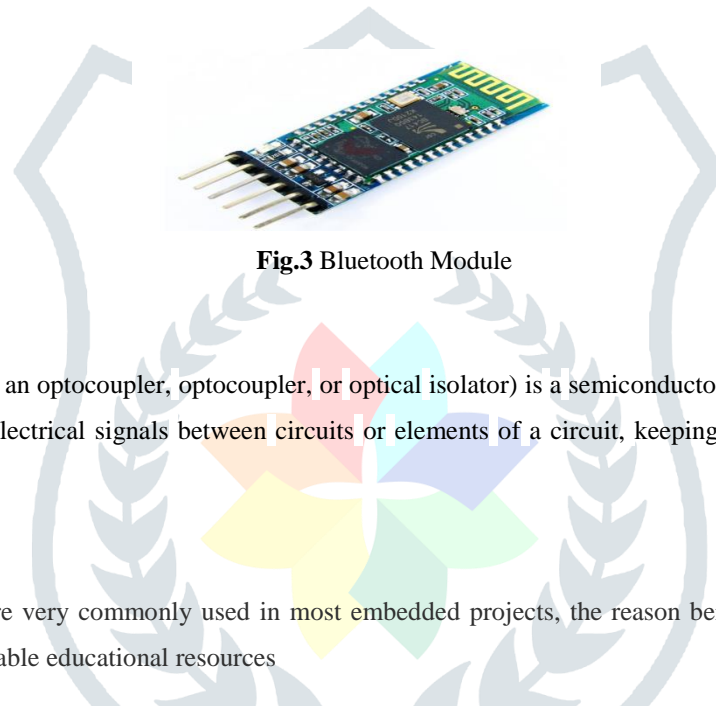 Fig.3 Bluetooth Module
an optocoupler, optocoupler, or optical isolator) is a semiconducto
lectrical signals between circuits or elements of a circuit, keeping
re very commonly used in most embedded projects, the reason be
able educational resources